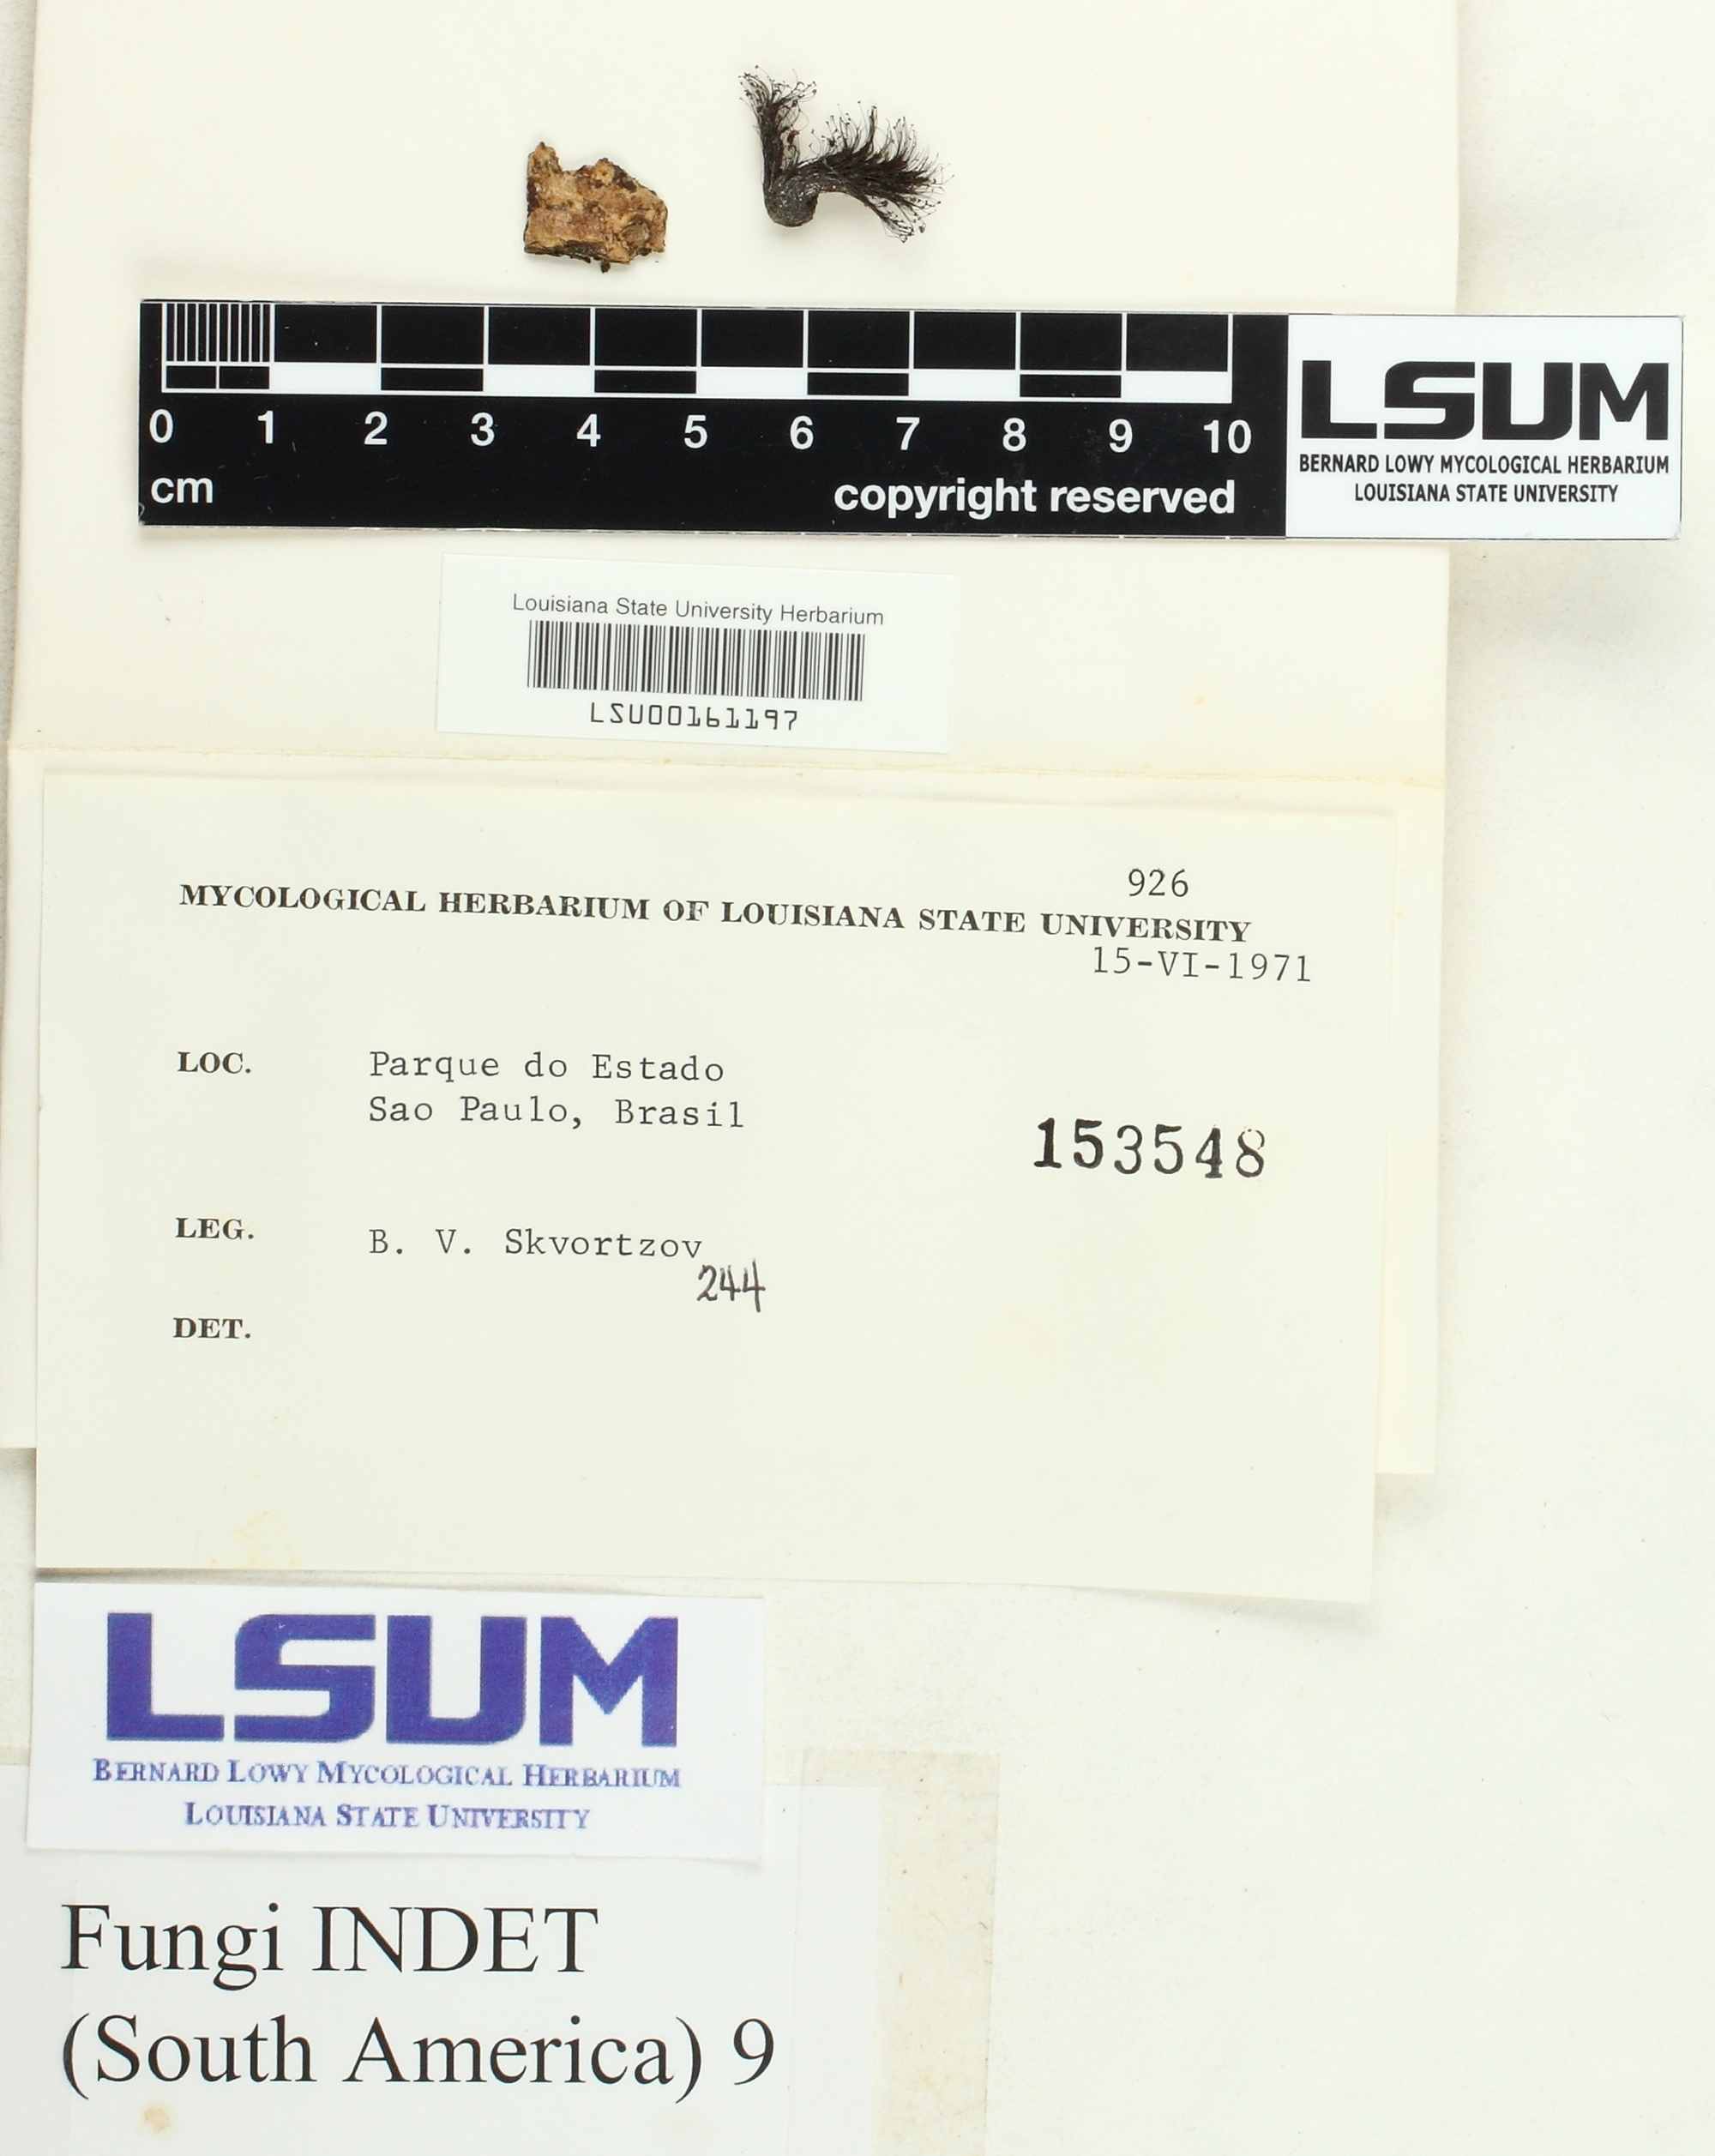 0 1 2 3 4 5 6 7 8 9 10
cm copyright reserved
LSUM
BERNARD LOWY MYCOLOGICAL HERBARIUM
LOUISIANA STATE UNIVERSITY
Louisiana State University Herbarium
LSU00161197
926
MYCOLOGICAL HERBARIUM OF LOUISIANA STATE UNIVERSITY
15-VI-1971
LOC. Parque do Estado
Sao Paulo, Brasil
153548
LEG. B. V. Skvortzov
244
DET.
LSUM
BERNARD LOWY MYCOLOGICAL HERBARIUM
LOUISIANA STATE UNIVERSITY
Fungi INDET
(South America) 9